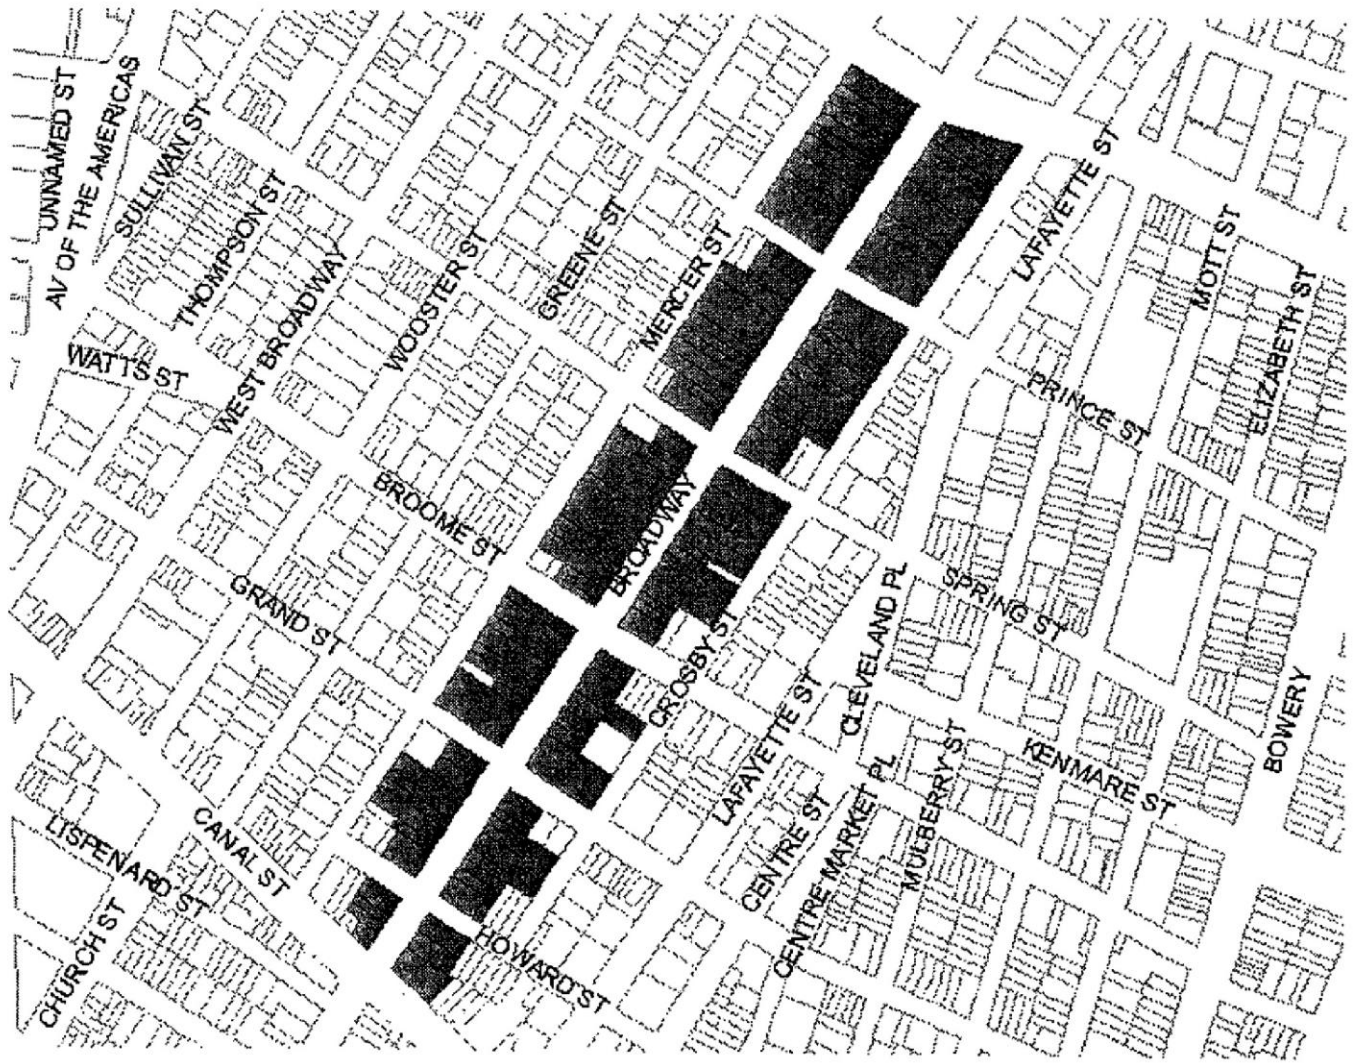 UNNAMED ST
AV OF THE AMERICAS
SULLIVAN ST
THOMPSON ST
WEST BROADWAY
WOOSTER ST
GREENE ST
MERCER ST
LAFAYETTE ST
MOTT ST
ELIZABETH ST
WATTS ST
PRINCE ST
BROOME ST
BROADWAY
GRAND ST
CROSBY ST
CLEVELAND PL
SPRING ST
LAFAYETTE ST
BOWERY
KENMARE ST
MULBERRY ST
CENTRE ST
CENTRE MARKET PL
CANAL ST
LISPENARD ST
CHURCH ST
HOWARD ST